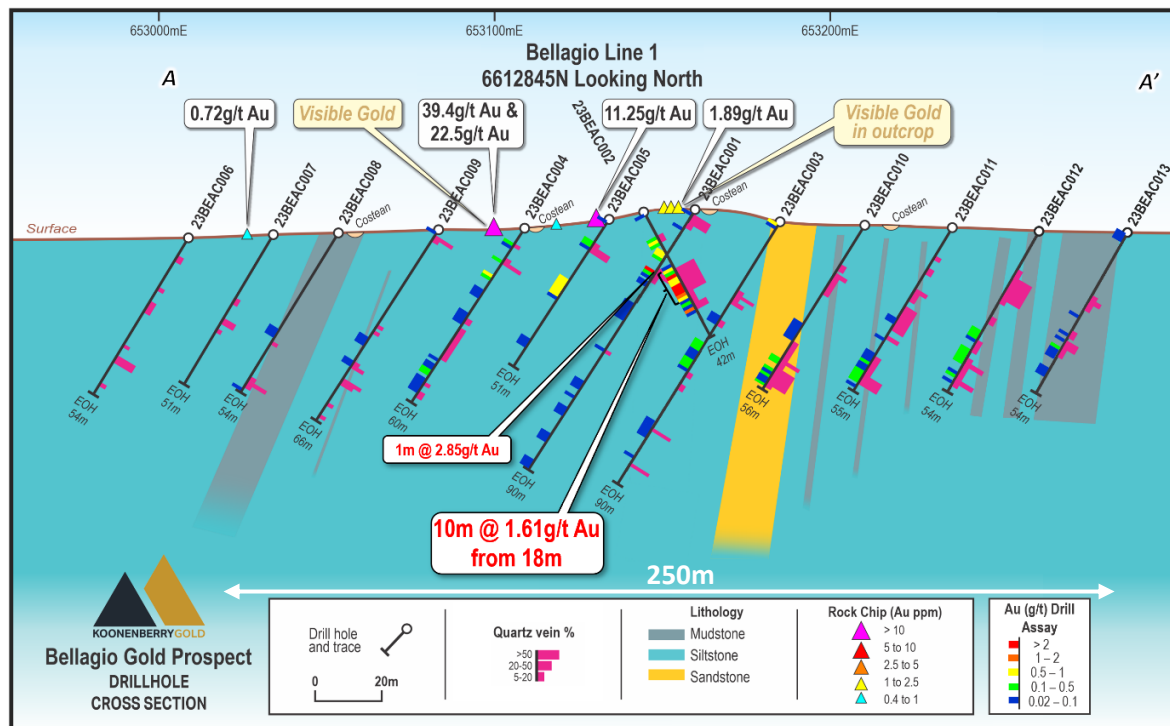 653000mE
653100mE
653200mE
Bellagio Line 1
6612845N Looking North
A
A'
0.72g/t Au
Visible Gold
39.4g/t Au &
22.5g/t Au
11.25g/t Au
1.89g/t Au
Visible Gold
in outcrop
23BEAC006
23BEAC007
23BEAC008
23BEAC009
23BEAC004
23BEAC002
23BEAC005
23BEAC001
23BEAC003
23BEAC010
23BEAC011
23BEAC012
23BEAC013
Surface
Costean
Costean
Costean
Costean
EOH
54m
EOH
51m
EOH
54m
EOH
66m
EOH
60m
EOH
51m
EOH
90m
EOH
90m
EOH
42m
EOH
56m
EOH
55m
EOH
54m
EOH
54m
1m @ 2.85g/t Au
10m @ 1.61g/t Au
from 18m
250m
KOONENBERRYGOLD
Bellagio Gold Prospect
DRILLHOLE
CROSS SECTION
Drill hole
and trace
0 20m
Quartz vein %
>50
20-50
5-20
Lithology
Mudstone
Siltstone
Sandstone
Rock Chip (Au ppm)
> 10
5 to 10
2.5 to 5
1 to 2.5
0.4 to 1
Au (g/t) Drill
Assay
> 2
1 – 2
0.5 – 1
0.1 – 0.5
0.02 – 0.1